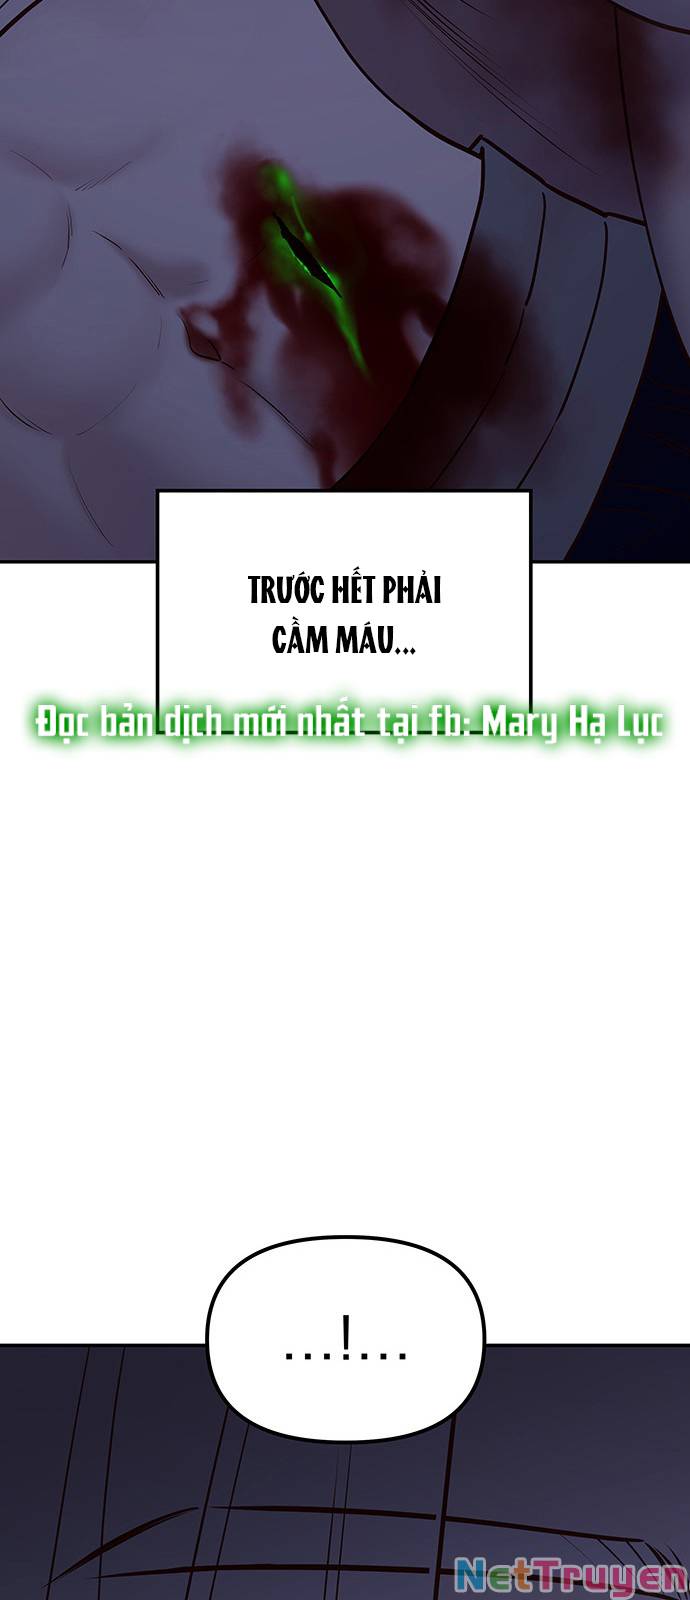 TRƯỚC HẾT PHẢI
CẦM MÁU...
Đọc bản dịch mới nhất tại fb: Mary Hạ Lục
...!...
NetTruyen